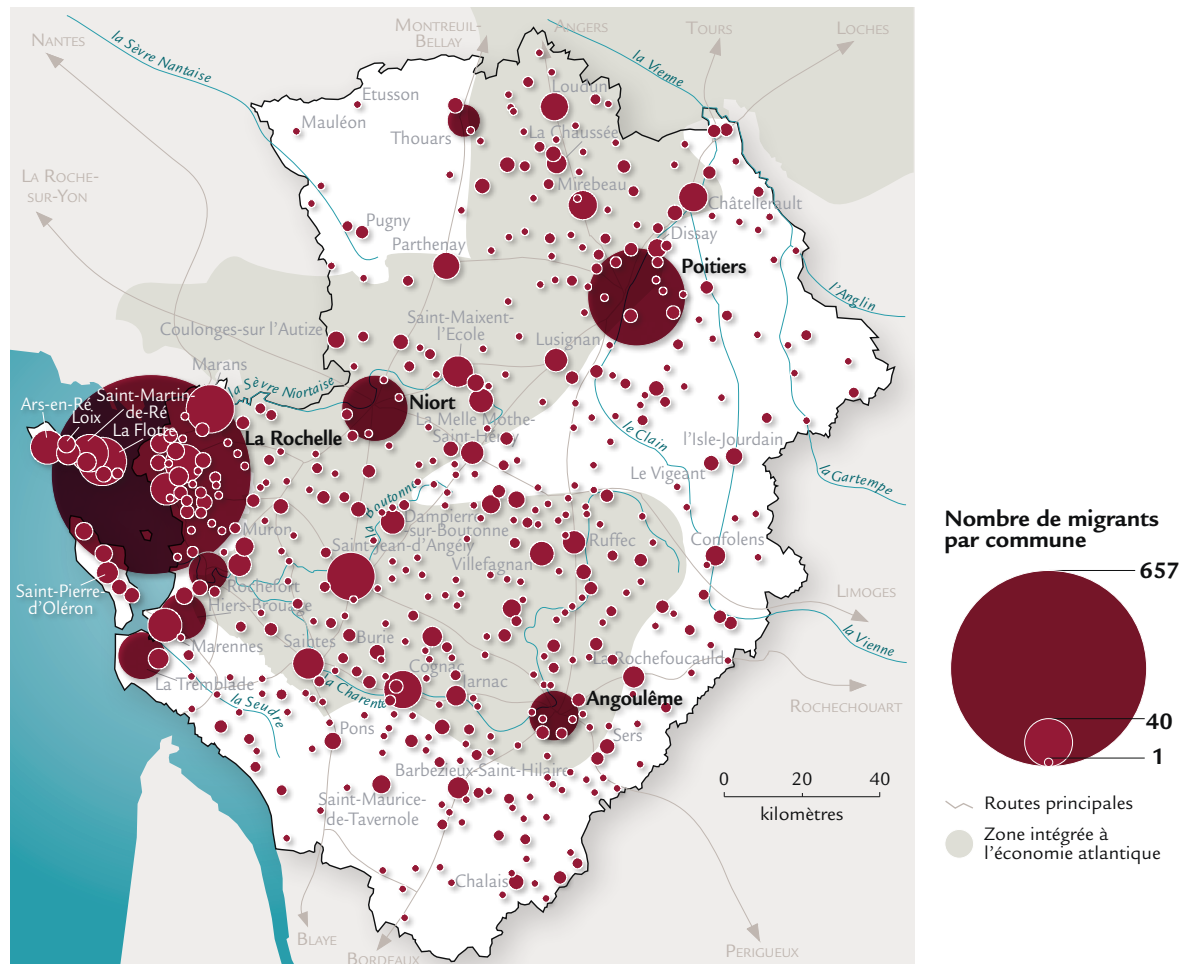 Montreuil-
Bellay
Angers
Tours
Loches
Nantes
la Sèvre Nantaise
la Vienne
Etusson
Mauléon
Loudun
Thouars
La Chaussée
La Roche-
sur-Yon
Mirebeau
Châtellerault
Pugny
Dissay
Parthenay
Poitiers
l'Anglin
Coulonges-sur l'Autize
Saint-Maixent-
l'Ecole
Lusignan
Marans
la Sèvre Niortaise
Ars-en-Ré
Loix
Saint-Martin-
de-Ré
La Flotte
Niort
La Rochelle
La Melle Mothe-
Saint-Héray
le Clain
l'Isle-Jourdain
Le Vigeant
la Gartempe
la Boutonne
Muron
Dampierre-
sur-Boutonne
Saint-Jean-d'Angély
Ruffec
Villefagnan
Confolens
Rochefort
Saint-Pierre-
d'Oléron
Hiers-Brouage
Limoges
la Vienne
Marennes
Saintes
Burie
La Rochefoucauld
La Tremblade
Cognac
Jarnac
la Charente
Angoulême
la Seudre
Rochechouart
Pons
Sers
Barbezieux-Saint-Hilaire
Saint-Maurice-
de-Tavernole
Chalais
Blaye
Bordeaux
Perigueux
0 20 40
kilomètres
Nombre de migrants
par commune
657
40
1
Routes principales
Zone intégrée à
l'économie atlantique